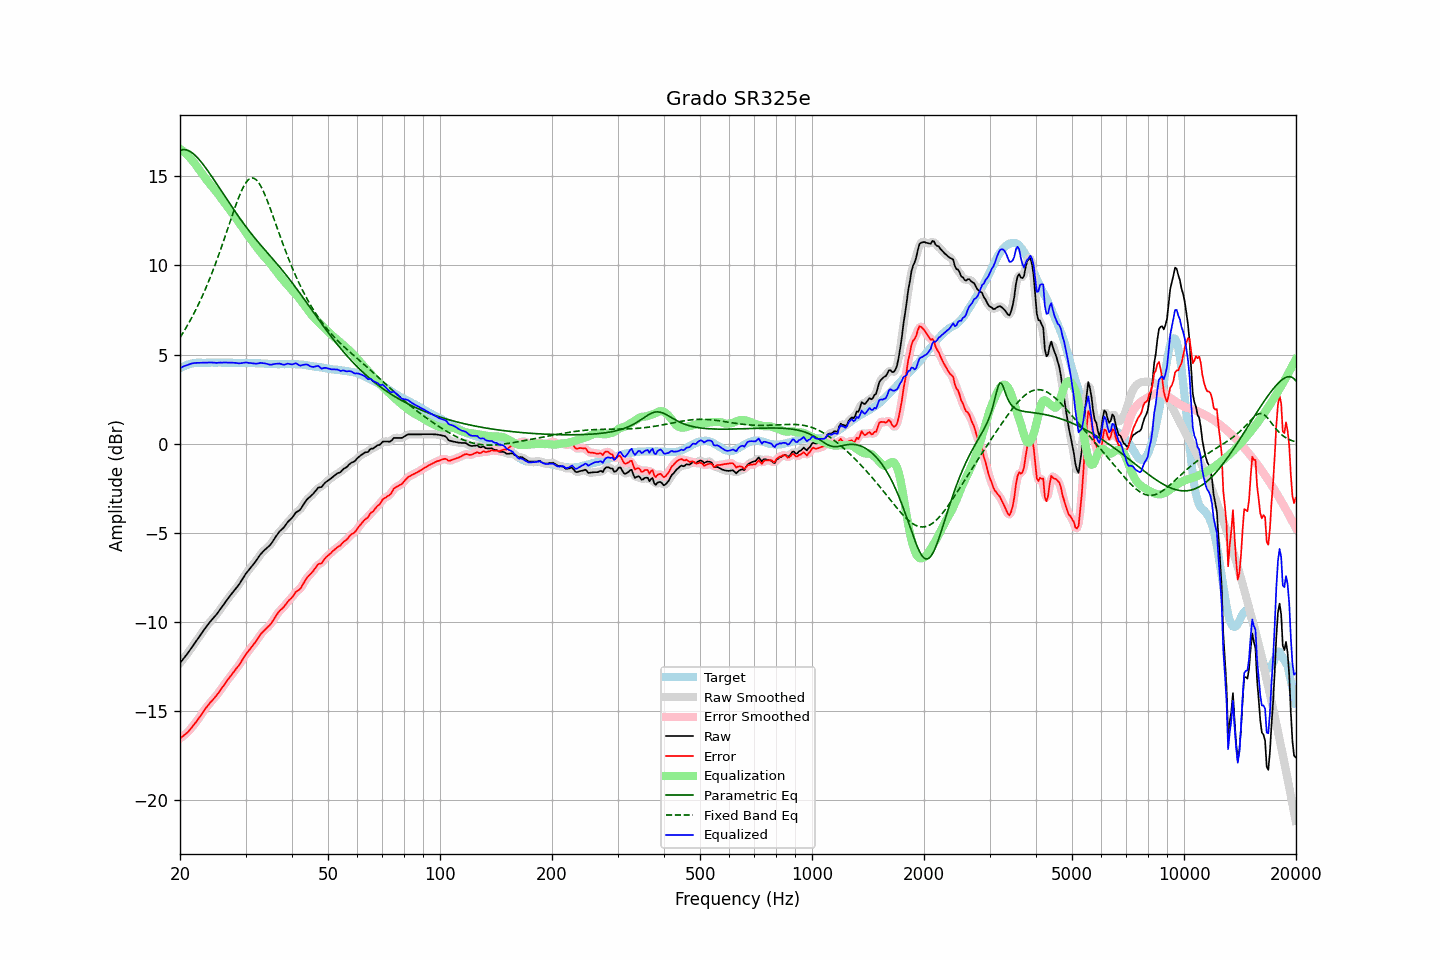 Grado SR325e
Amplitude (dBr)
15
10
5
0
−5
−10
−15
−20
Target
Raw Smoothed
Error Smoothed
Raw
Error
Equalization
Parametric Eq
Fixed Band Eq
Equalized
20
50
100
200
500
1000
2000
5000
10000
20000
Frequency (Hz)